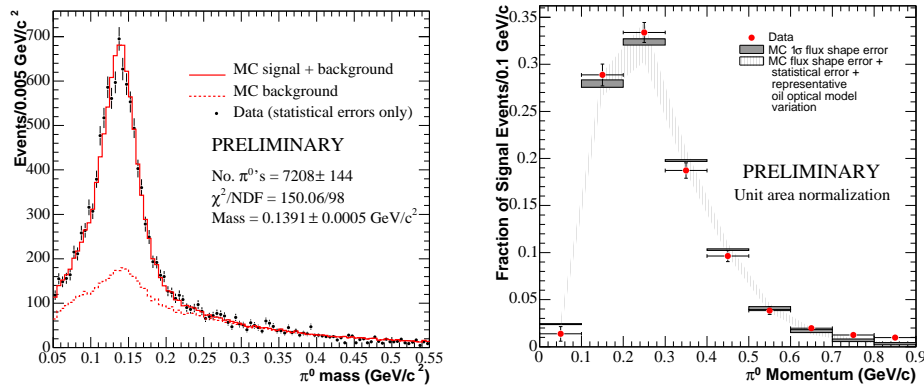 Events/0.005 GeV/c²
700
600
500
400
300
200
100
0
0.05 0.1 0.15 0.2 0.25 0.3 0.35 0.4 0.45 0.5 0.55
π⁰ mass (GeV/c²)
MC signal + background
MC background
Data (statistical errors only)
PRELIMINARY
No. π⁰'s = 7208± 144
χ²/NDF = 150.06/98
Mass = 0.1391± 0.0005 GeV/c²
Fraction of Signal Events/0.1 GeV/c
0.35
0.3
0.25
0.2
0.15
0.1
0.05
0
0 0.1 0.2 0.3 0.4 0.5 0.6 0.7 0.8 0.9
π⁰ Momentum (GeV/c)
Data
MC 1σ flux shape error
MC flux shape error +
statistical error +
representative
oil optical model
variation
PRELIMINARY
Unit area normalization